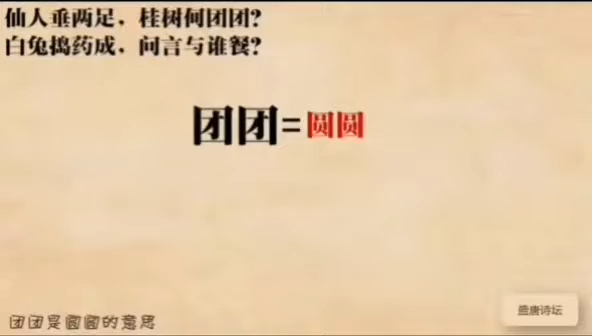 仙人垂两足，桂树何团团？
白兔捣药成，问言与谁餐？
团团=圆圆
团团是圆圆的意思
盛唐诗坛